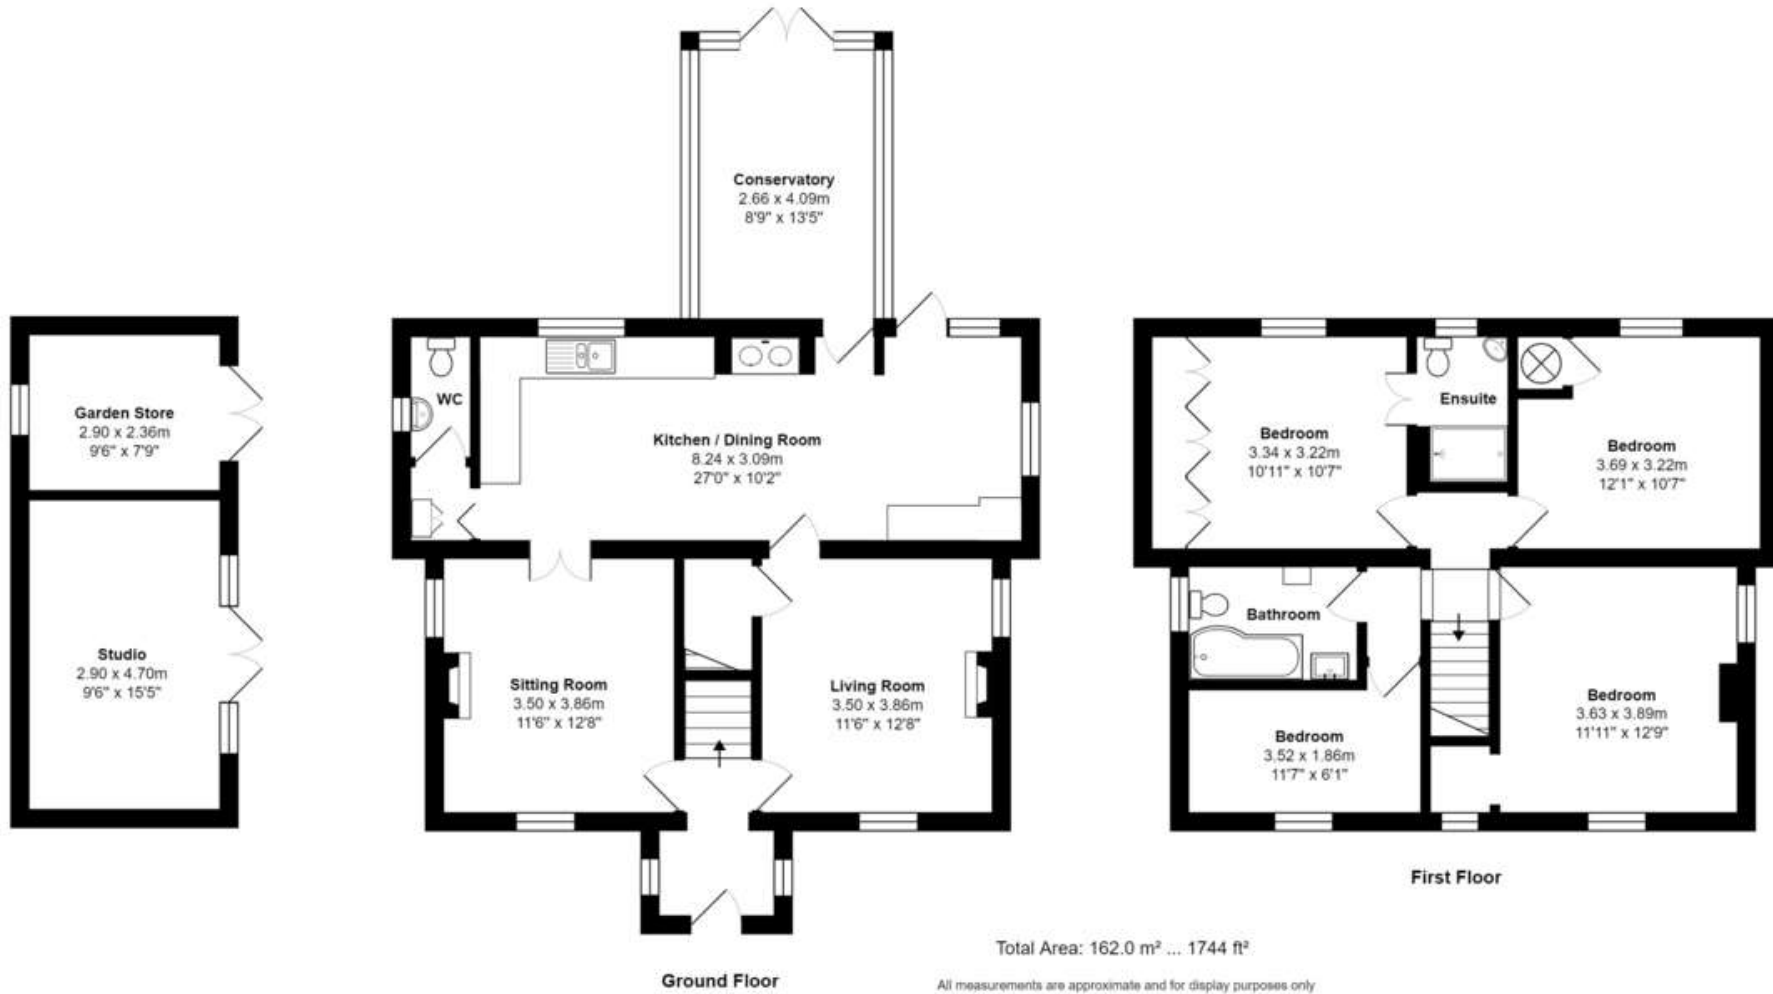 Conservatory
2.66 x 4.09m
8'9" x 13'5"
Garden Store
2.90 x 2.36m
9'6" x 7'9"
Studio
2.90 x 4.70m
9'6" x 15'5"
WC
Kitchen / Dining Room
8.24 x 3.09m
27'0" x 10'2"
Sitting Room
3.50 x 3.86m
11'6" x 12'8"
Living Room
3.50 x 3.86m
11'6" x 12'8"
Ground Floor
Bedroom
3.34 x 3.22m
10'11" x 10'7"
Ensuite
Bedroom
3.69 x 3.22m
12'1" x 10'7"
Bathroom
Bedroom
3.52 x 1.86m
11'7" x 6'1"
Bedroom
3.63 x 3.89m
11'11" x 12'9"
First Floor
Total Area: 162.0 m² ... 1744 ft²
All measurements are approximate and for display purposes only